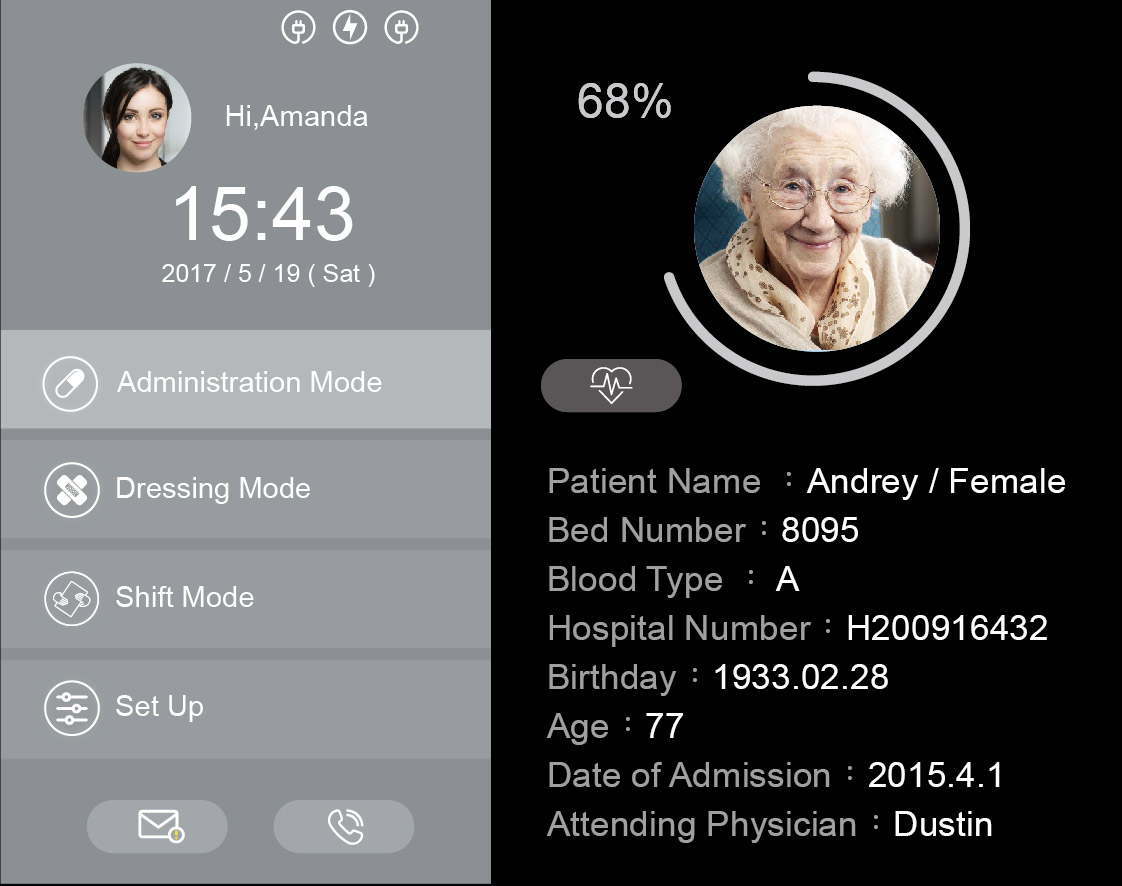 Hi,Amanda
15:43
2017 / 5 / 19 ( Sat )
Administration Mode
Dressing Mode
Shift Mode
Set Up
68%
Patient Name : Andrey / Female
Bed Number : 8095
Blood Type : A
Hospital Number : H200916432
Birthday : 1933.02.28
Age : 77
Date of Admission : 2015.4.1
Attending Physician : Dustin